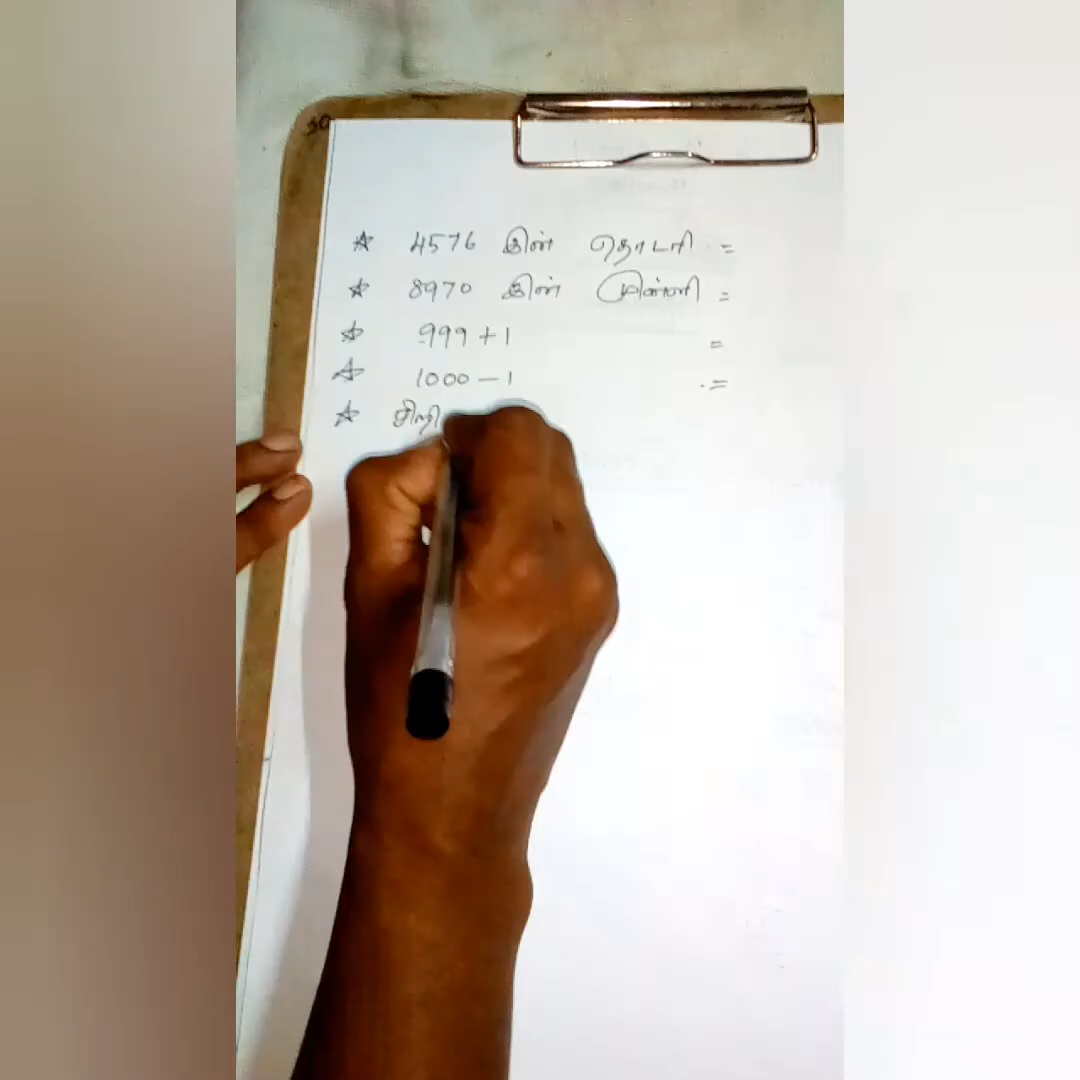 ☆ 4576 இன் தொடரி =
☆ 8970 இன் முன்னி =
☆ 999 + 1 =
☆ 1000 - 1 =
☆ சிறி